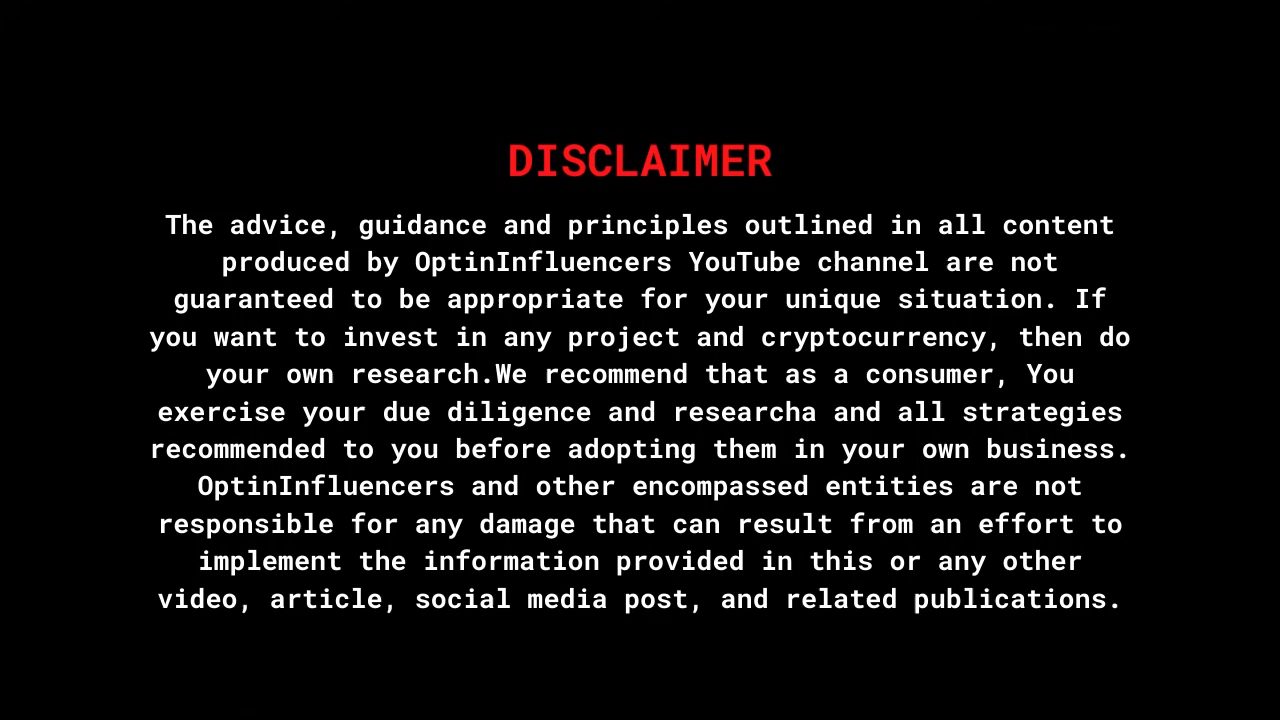 DISCLAIMER
The advice, guidance and principles outlined in all content
produced by OptinInfluencers YouTube channel are not
guaranteed to be appropriate for your unique situation. If
you want to invest in any project and cryptocurrency, then do
your own research.We recommend that as a consumer, You
exercise your due diligence and researcha and all strategies
recommended to you before adopting them in your own business.
OptinInfluencers and other encompassed entities are not
responsible for any damage that can result from an effort to
implement the information provided in this or any other
video, article, social media post, and related publications.